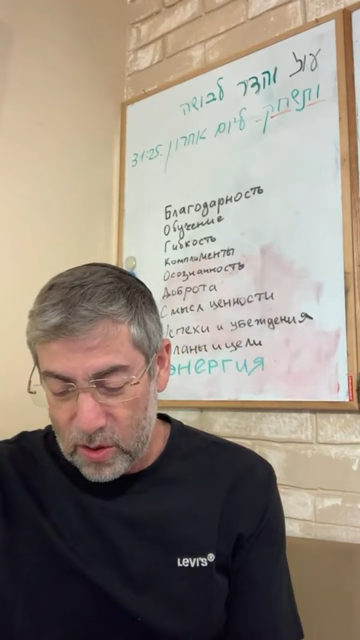 עוז והדר לבושה
ותשחק ליום אחרון. 31:25
Благодарность
Обучение
Гибкость
комплименты
Осознанность
Доброта
Смысл ценности
Успехи и убеждения
Планы и цели
энергия
LEVI'S®